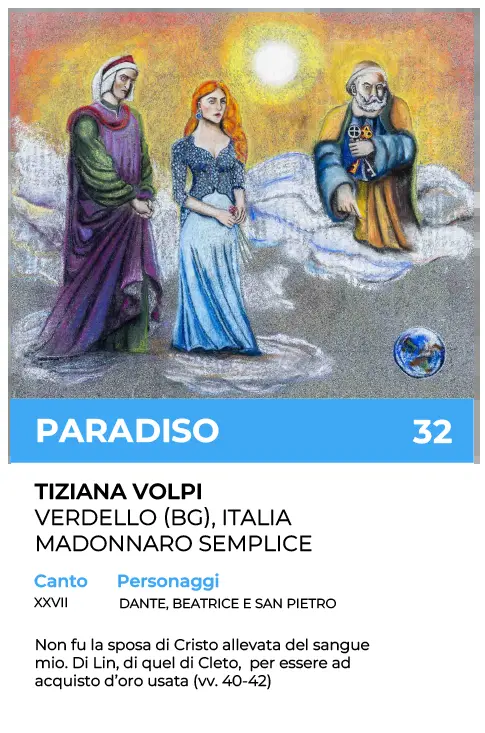 PARADISO 32
TIZIANA VOLPI
VERDELLO (BG), ITALIA
MADONNARO SEMPLICE
Canto Personaggi
XXVII DANTE, BEATRICE E SAN PIETRO
Non fu la sposa di Cristo allevata del sangue
mio. Di Lin, di quel di Cleto,  per essere ad
acquisto d’oro usata (vv. 40-42)